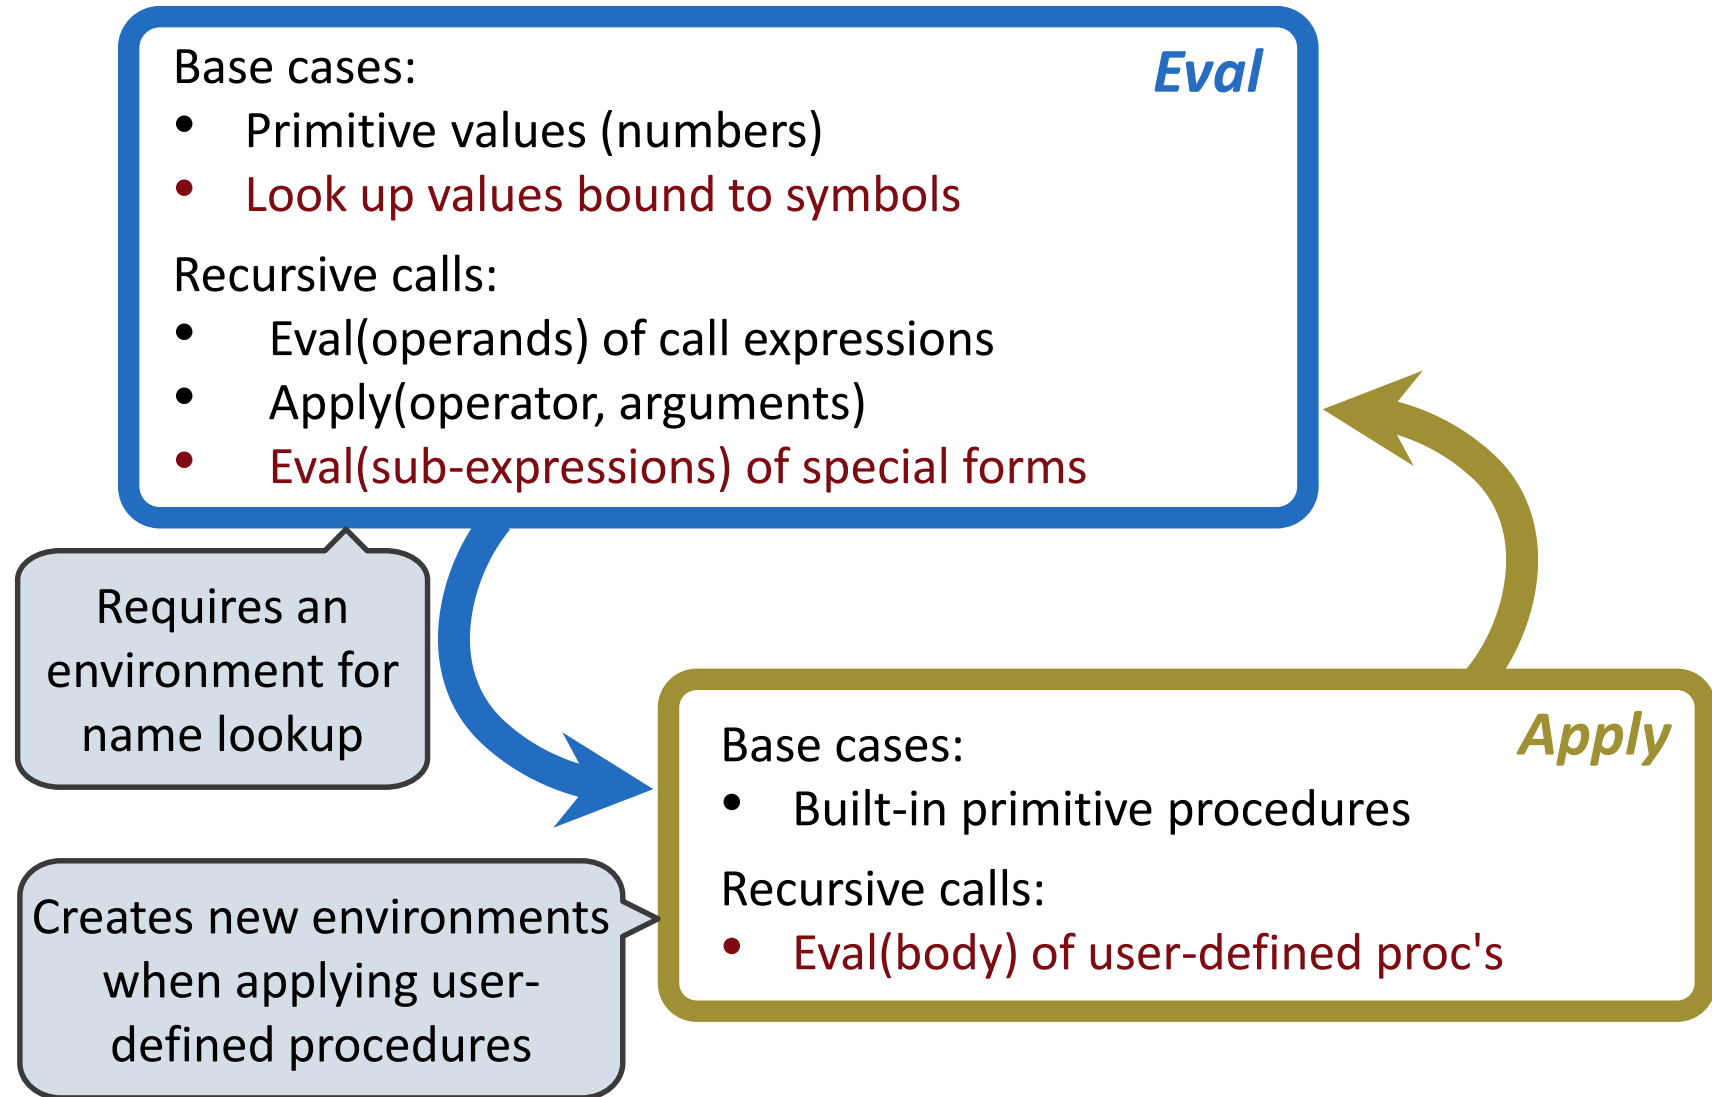 Eval
Base cases:
• Primitive values (numbers)
• Look up values bound to symbols
Recursive calls:
• Eval(operands) of call expressions
• Apply(operator, arguments)
• Eval(sub-expressions) of special forms
Requires an
environment for
name lookup
Apply
Base cases:
• Built-in primitive procedures
Recursive calls:
• Eval(body) of user-defined proc's
Creates new environments
when applying user-
defined procedures